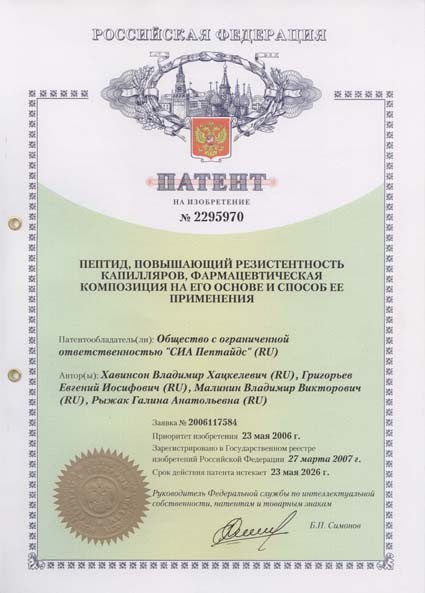 РОССИЙСКАЯ ФЕДЕРАЦИЯ
ПАТЕНТ
НА ИЗОБРЕТЕНИЕ
№ 2295970
ПЕПТИД, ПОВЫШАЮЩИЙ РЕЗИСТЕНТНОСТЬ
КАПИЛЛЯРОВ, ФАРМАЦЕВТИЧЕСКАЯ
КОМПОЗИЦИЯ НА ЕГО ОСНОВЕ И СПОСОБ ЕЕ
ПРИМЕНЕНИЯ
Патентообладатель(ли): Общество с ограниченной
ответственностью "СИА Пептайдс" (RU)
Автор(ы): Хавинсон Владимир Хацкелевич (RU), Григорьев
Евгений Иосифович (RU), Малинин Владимир Викторович
(RU), Рыжак Галина Анатольевна (RU)
Заявка № 2006117584
Приоритет изобретения 23 мая 2006 г.
Зарегистрировано в Государственном реестре
изобретений Российской Федерации 27 марта 2007 г.
Срок действия патента истекает 23 мая 2026 г.
Руководитель Федеральной службы по интеллектуальной
собственности, патентам и товарным знакам
Б.П. Симонов